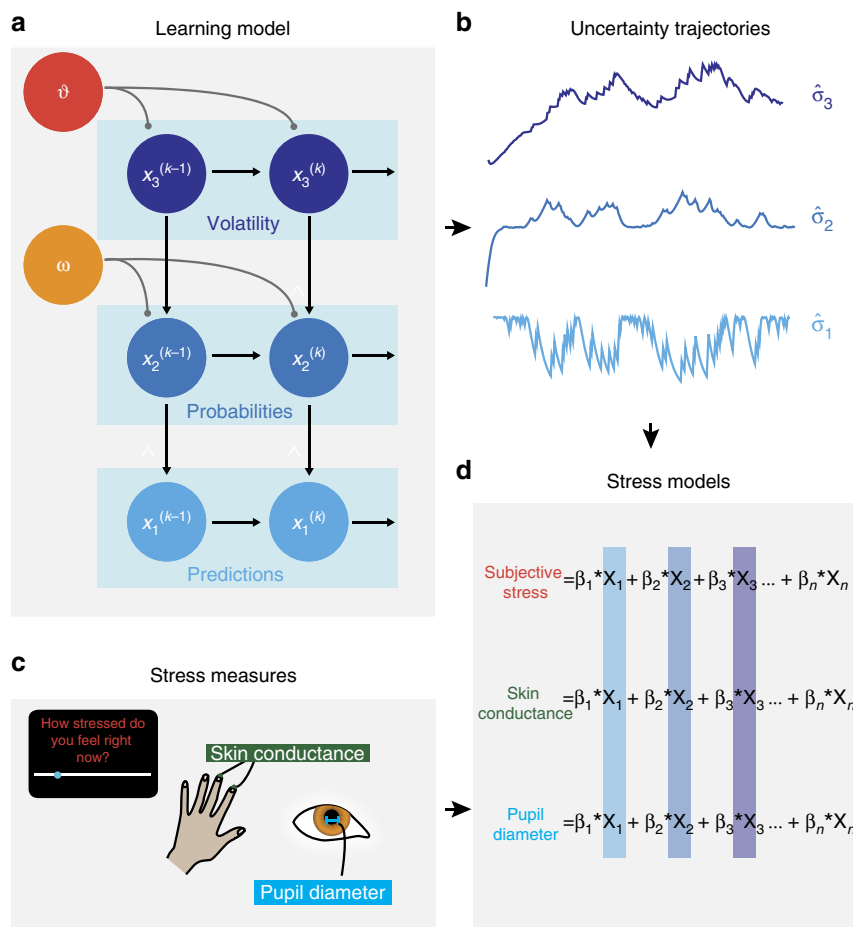 a
Learning model
ϑ
x₃⁽ᵏ⁻¹⁾
x₃⁽ᵏ⁾
Volatility
ω
^
x₂⁽ᵏ⁻¹⁾
x₂⁽ᵏ⁾
Probabilities
^ ^
x₁⁽ᵏ⁻¹⁾
x₁⁽ᵏ⁾
Predictions
b
Uncertainty trajectories
σ̂₃
σ̂₂
σ̂₁
c
Stress measures
How stressed do
you feel right
now?
Skin conductance
Pupil diameter
d
Stress models
Subjective
stress
=β₁*X₁ + β₂*X₂ + β₃*X₃ ... + βₙ*Xₙ
Skin
conductance
=β₁*X₁ + β₂*X₂ + β₃*X₃ ... + βₙ*Xₙ
Pupil
diameter
=β₁*X₁ + β₂*X₂ + β₃*X₃ ... + βₙ*Xₙ